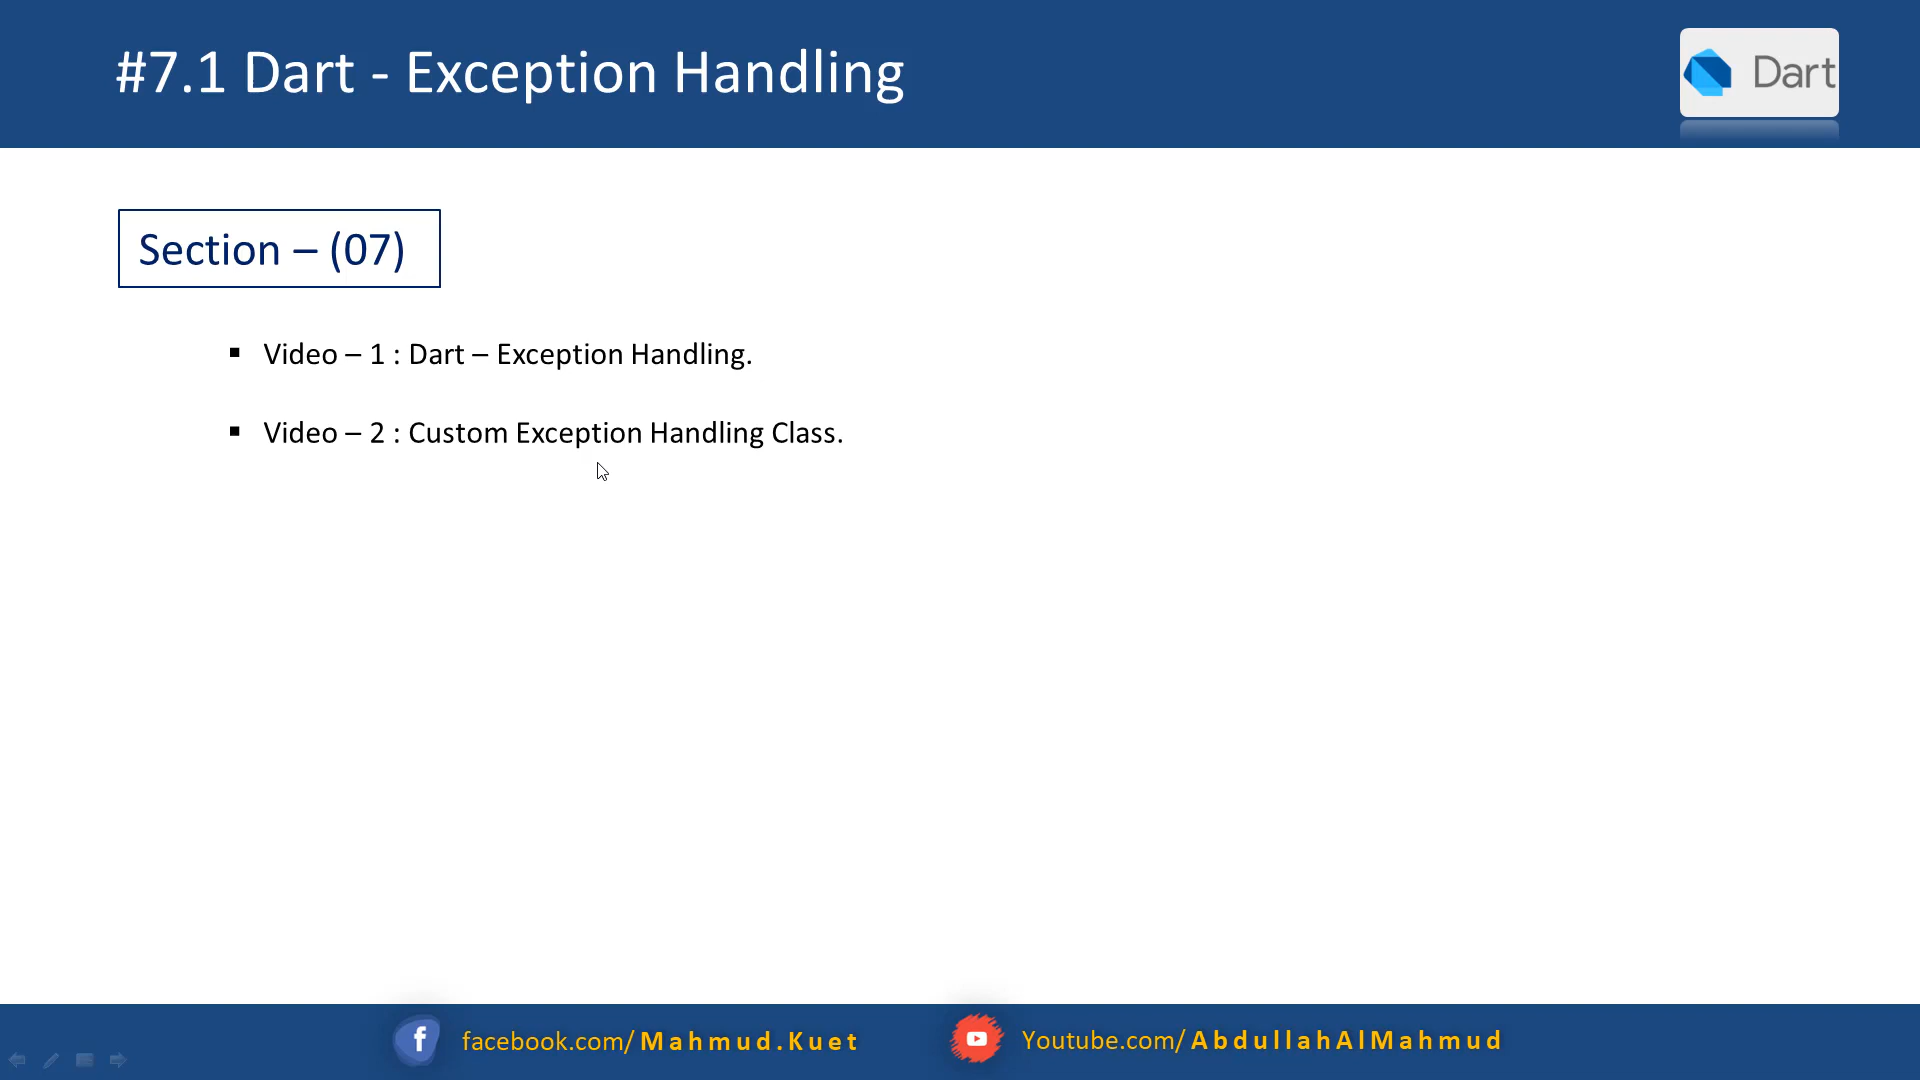 #7.1 Dart - Exception Handling
Dart
Section – (07)
▪ Video – 1 : Dart – Exception Handling.
▪ Video – 2 : Custom Exception Handling Class.
facebook.com/Mahmud.Kuet
Youtube.com/AbdullahAlMahmud